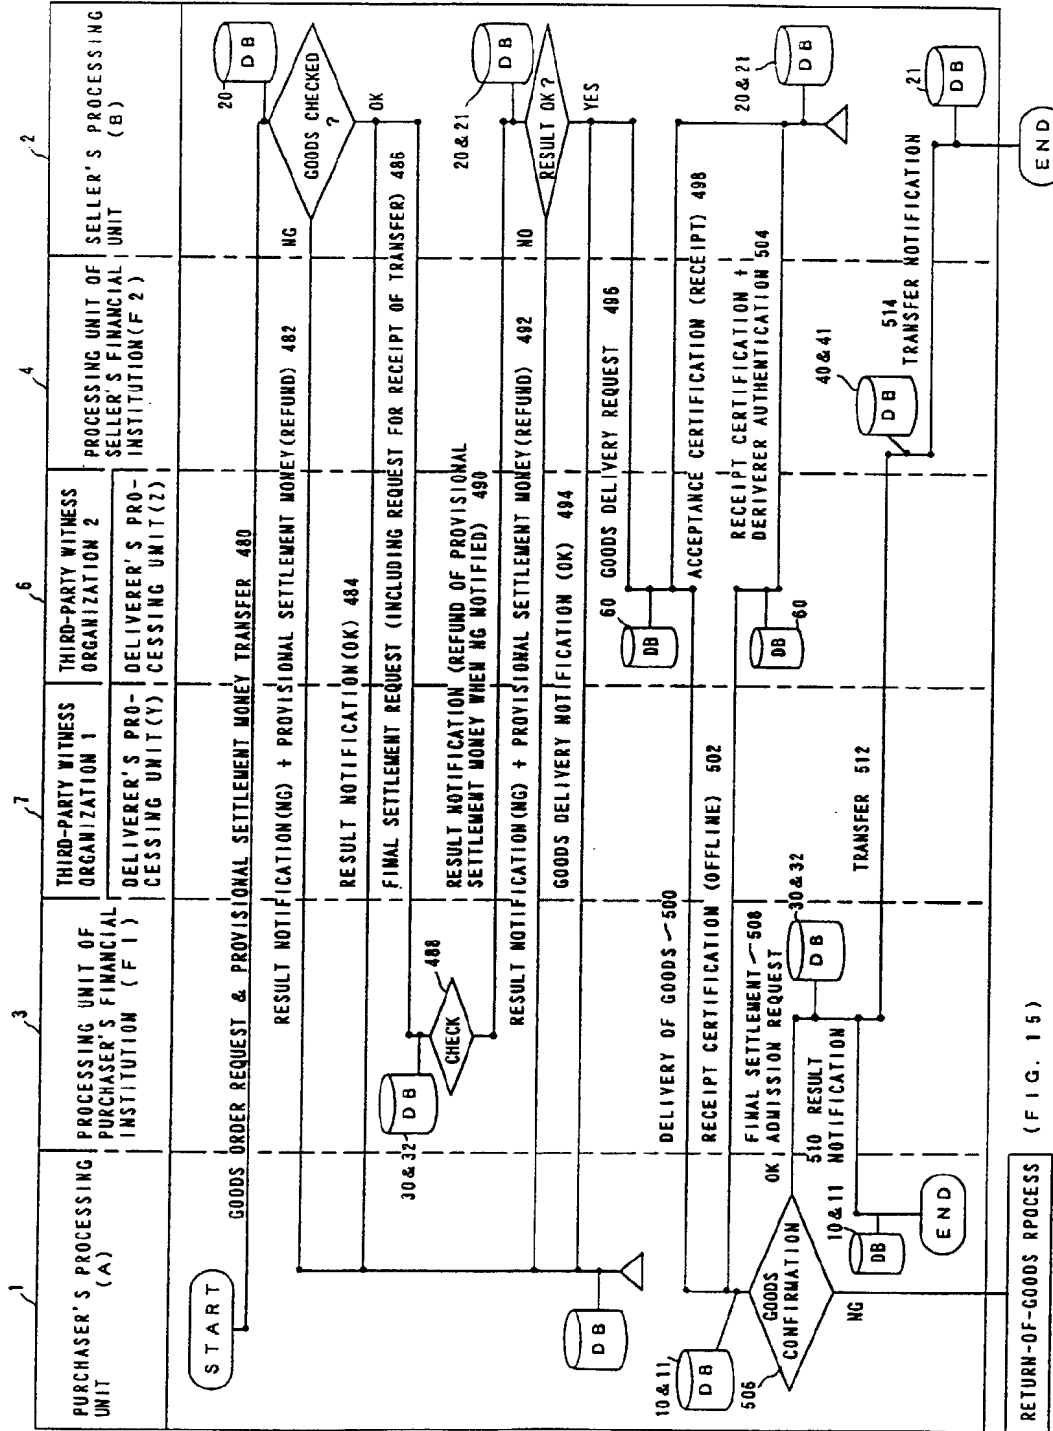 1
PURCHASER'S PROCESSING
UNIT (A)
3
PROCESSING UNIT OF
PURCHASER'S FINANCIAL
INSTITUTION (F 1)
7
THIRD-PARTY WITNESS
ORGANIZATION 1
DELIVERER'S PRO-
CESSING UNIT(Y)
6
THIRD-PARTY WITNESS
ORGANIZATION 2
DELIVERER'S PRO-
CESSING UNIT(Z)
4
PROCESSING UNIT OF
SELLER'S FINANCIAL
INSTITUTION(F 2)
2
SELLER'S PROCESSING
UNIT (B)
START
GOODS ORDER REQUEST & PROVISIONAL SETTLEMENT MONEY TRANSFER 480
20
DB
GOODS CHECKED
?
NG
OK
RESULT NOTIFICATION(NG) + PROVISIONAL SETTLEMENT MONEY(REFUND) 482
RESULT NOTIFICATION(OK) 484
FINAL SETTLEMENT REQUEST (INCLUDING REQUEST FOR RECEIPT OF TRANSFER) 486
30&32
DB
CHECK
488
RESULT NOTIFICATION (REFUND OF PROVISIONAL
SETTLEMENT MONEY WHEN NG NOTIFIED) 490
20&21
DB
RESULT OK?
NO
YES
RESULT NOTIFICATION(NG) + PROVISIONAL SETTLEMENT MONEY(REFUND) 492
GOODS DELIVERY NOTIFICATION (OK) 494
DB
GOODS DELIVERY REQUEST 496
60
DB
ACCEPTANCE CERTIFICATION (RECEIPT) 498
DELIVERY OF GOODS 500
RECEIPT CERTIFICATION (OFFLINE) 502
RECEIPT CERTIFICATION +
DERIVERER AUTHENTICATION 504
DB
60
20&21
DB
10&11
DB
506
GOODS
CONFIRMATION
OK
NG
FINAL SETTLEMENT 508
ADMISSION REQUEST
30&32
DB
510 RESULT
NOTIFICATION
10&11
DB
END
TRANSFER 512
40&41
DB
514
TRANSFER NOTIFICATION
21
DB
END
RETURN-OF-GOODS RPOCESS
(FIG. 15)